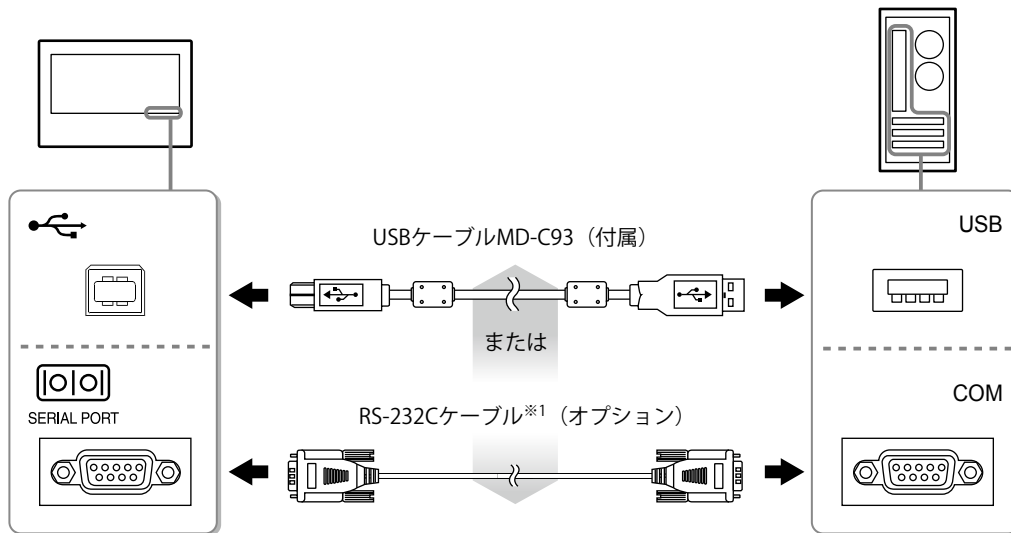 USBケーブルMD-C93（付属）
USB
または
|O|O|
SERIAL PORT
RS-232Cケーブル※1（オプション）
COM